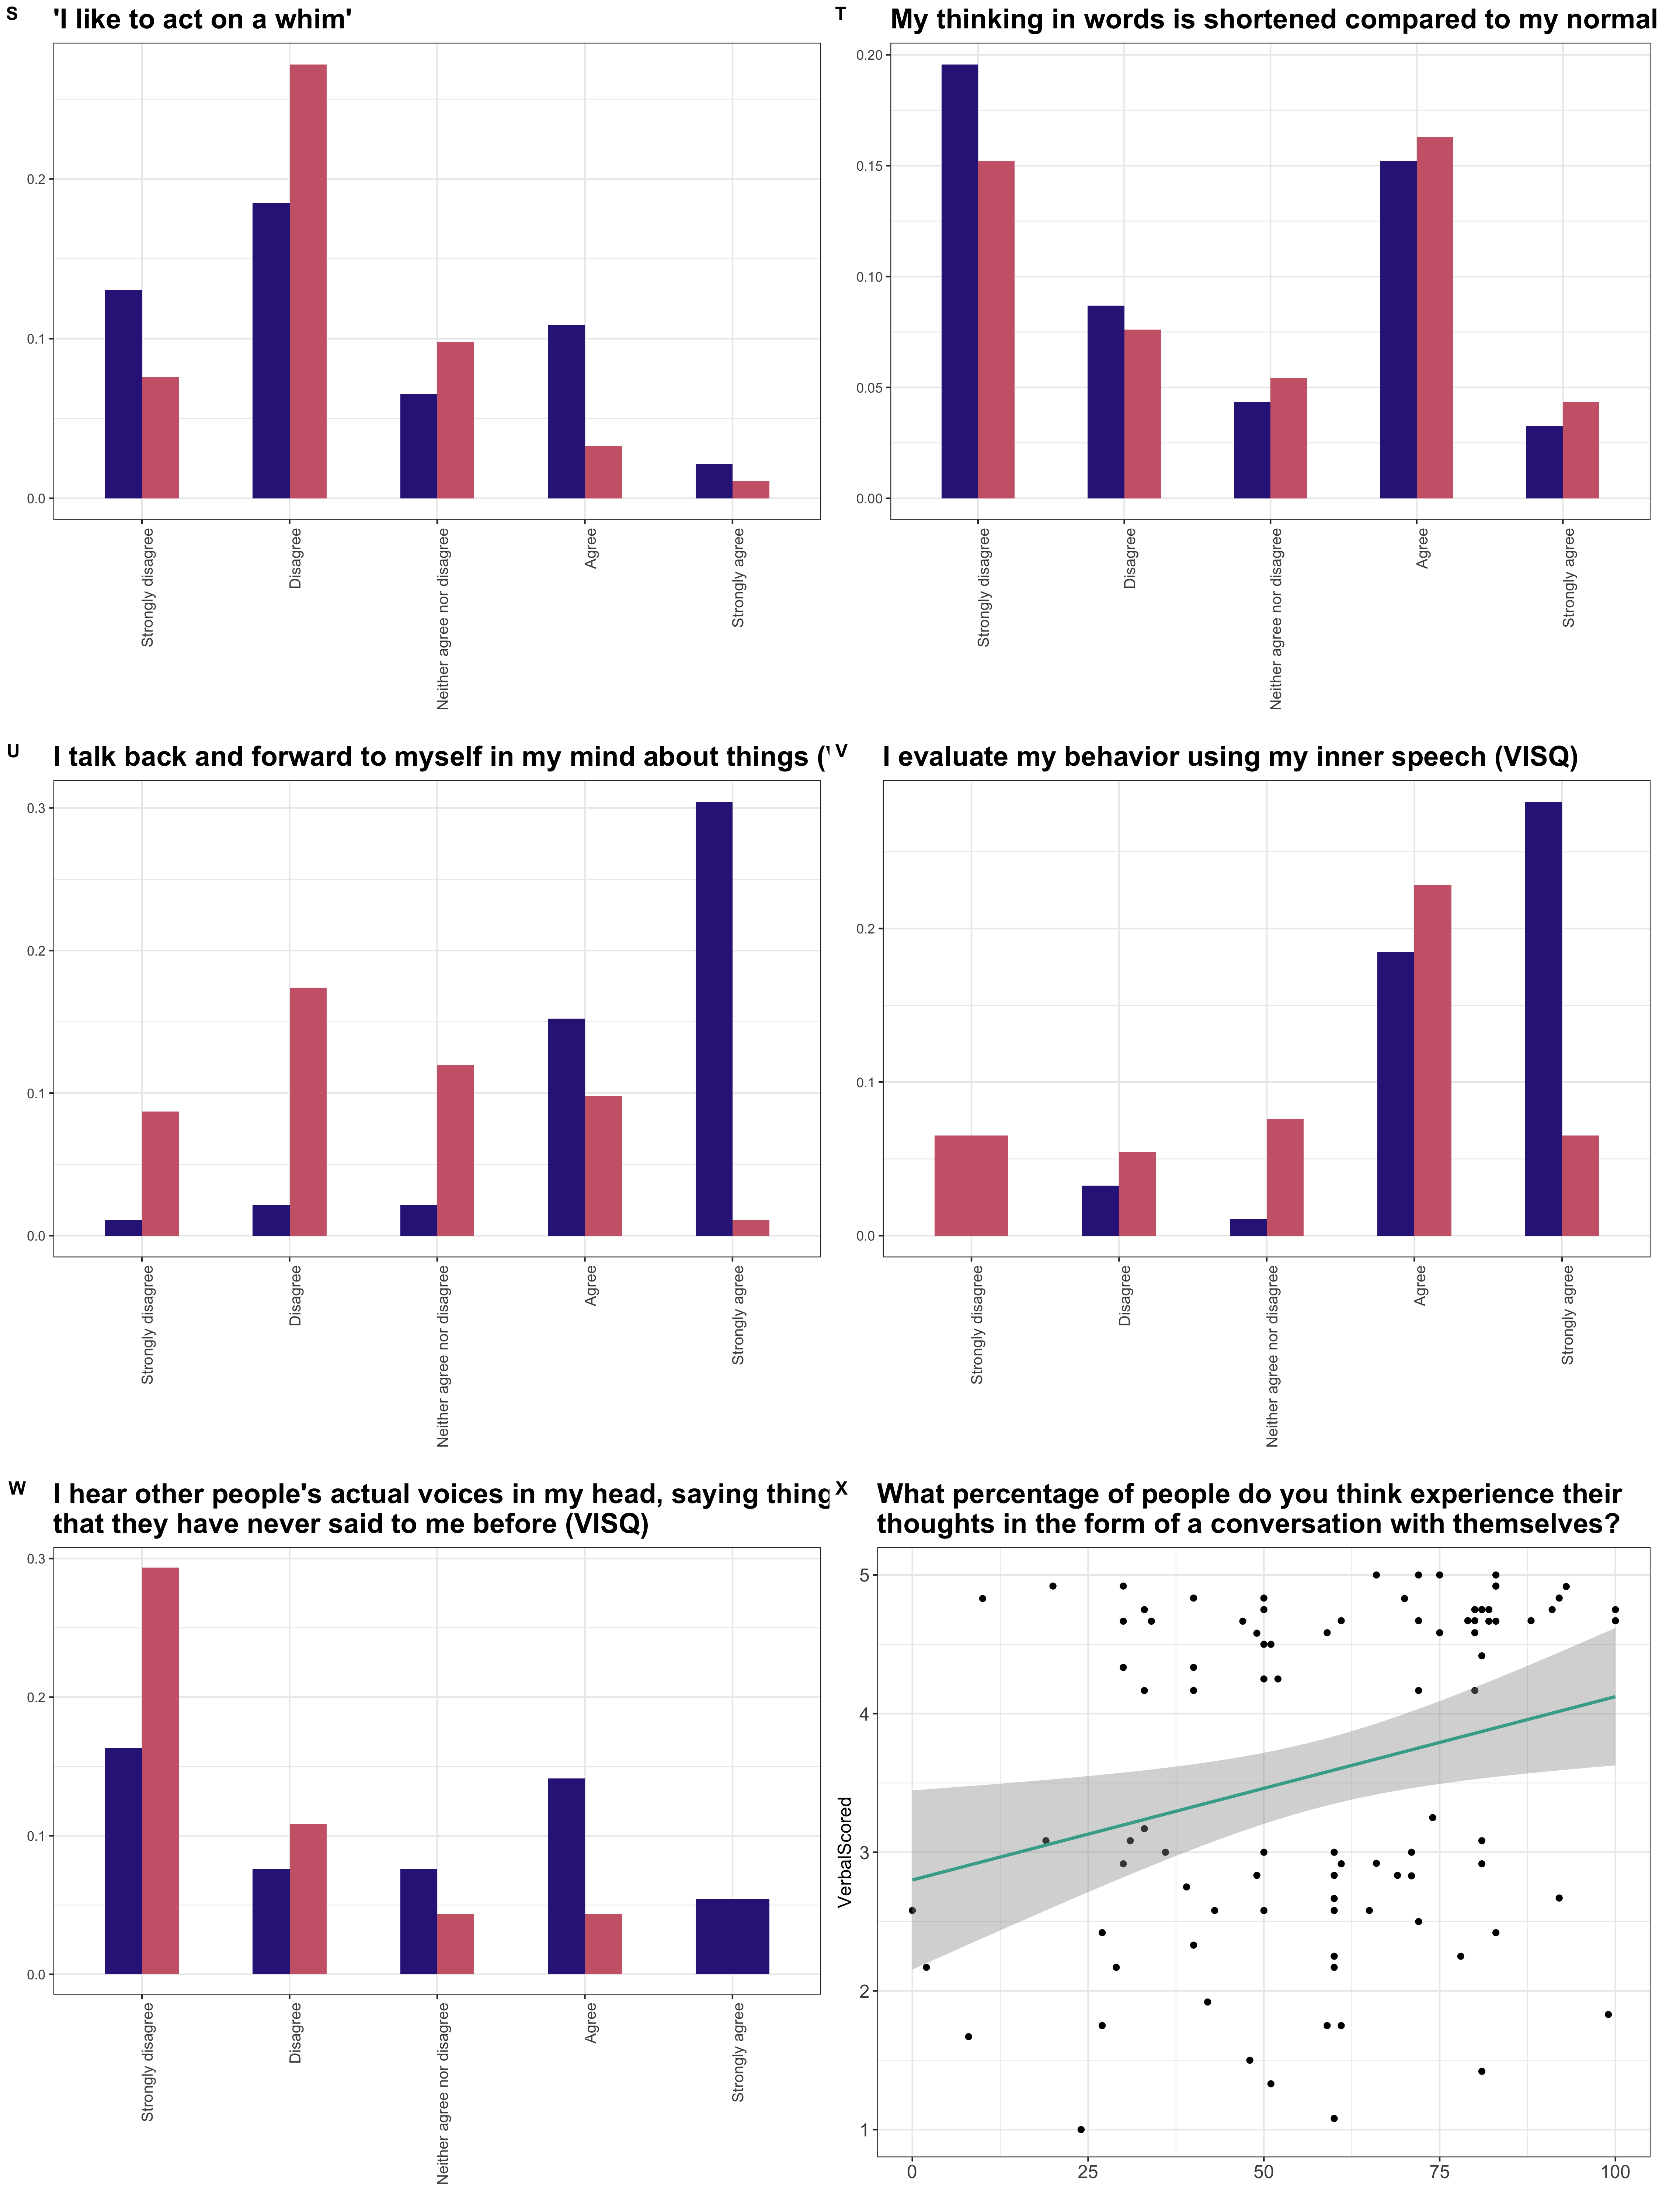 S
'I like to act on a whim'
0.2
0.1
0.0
Strongly disagree
Disagree
Neither agree nor disagree
Agree
Strongly agree
T
My thinking in words is shortened compared to my normal
0.20
0.15
0.10
0.05
0.00
Strongly disagree
Disagree
Neither agree nor disagree
Agree
Strongly agree
U
I talk back and forward to myself in my mind about things (
0.3
0.2
0.1
0.0
Strongly disagree
Disagree
Neither agree nor disagree
Agree
Strongly agree
V
I evaluate my behavior using my inner speech (VISQ)
0.2
0.1
0.0
Strongly disagree
Disagree
Neither agree nor disagree
Agree
Strongly agree
W
I hear other people's actual voices in my head, saying thing
that they have never said to me before (VISQ)
0.3
0.2
0.1
0.0
Strongly disagree
Disagree
Neither agree nor disagree
Agree
Strongly agree
X
What percentage of people do you think experience their
thoughts in the form of a conversation with themselves?
VerbalScored
5
4
3
2
1
0
25
50
75
100